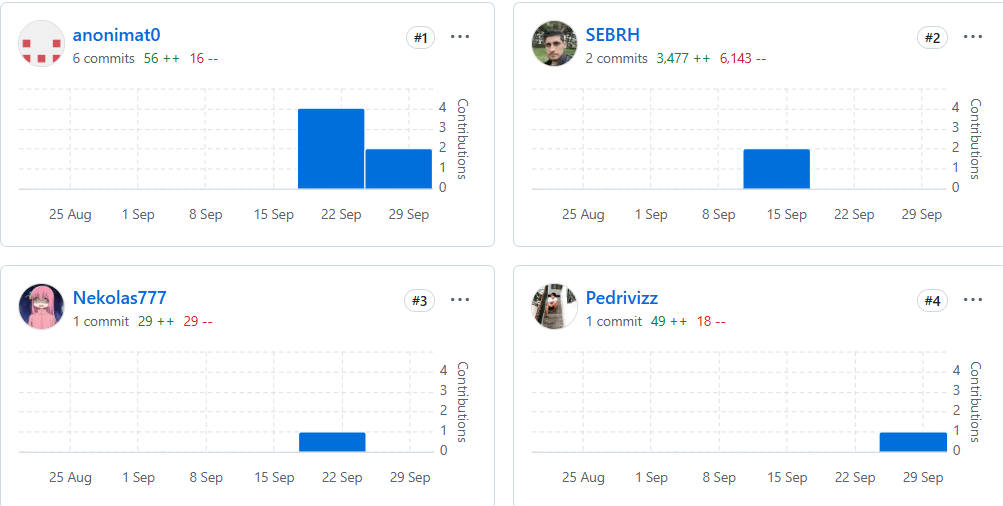 anonimat0 #1 ...
6 commits 56 ++ 16 --
4
3
2
1
0
Contributions
25 Aug 1 Sep 8 Sep 15 Sep 22 Sep 29 Sep
SEBRH #2 ...
2 commits 3,477 ++ 6,143 --
4
3
2
1
0
Contributions
25 Aug 1 Sep 8 Sep 15 Sep 22 Sep 29 Sep
Nekolas777 #3 ...
1 commit 29 ++ 29 --
4
3
2
1
0
Contributions
25 Aug 1 Sep 8 Sep 15 Sep 22 Sep 29 Sep
Pedrivizz #4 ...
1 commit 49 ++ 18 --
4
3
2
1
0
Contributions
25 Aug 1 Sep 8 Sep 15 Sep 22 Sep 29 Sep